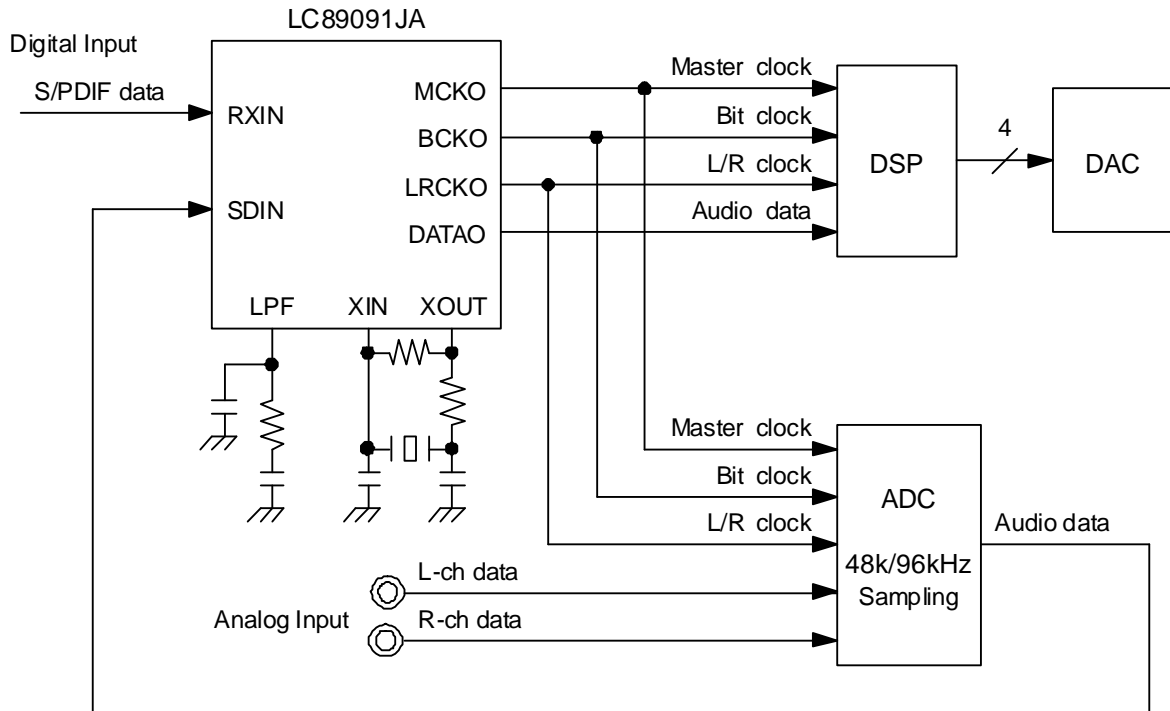 LC89091JA
Digital Input
S/PDIF data
RXIN
SDIN
MCKO
BCKO
LRCKO
DATAO
LPF
XIN
XOUT
Master clock
Bit clock
L/R clock
Audio data
DSP
4
DAC
Master clock
Bit clock
L/R clock
ADC
48k/96kHz
Sampling
Audio data
L-ch data
Analog Input
R-ch data